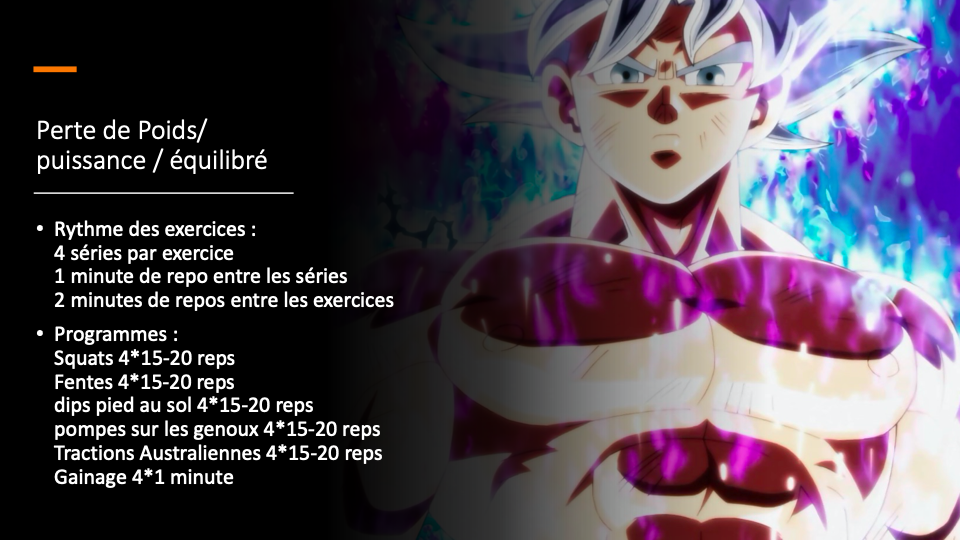 Perte de Poids/
puissance / équilibré
• Rythme des exercices :
4 séries par exercice
1 minute de repo entre les séries
2 minutes de repos entre les exercices
• Programmes :
Squats 4*15-20 reps
Fentes 4*15-20 reps
dips pied au sol 4*15-20 reps
pompes sur les genoux 4*15-20 reps
Tractions Australiennes 4*15-20 reps
Gainage 4*1 minute